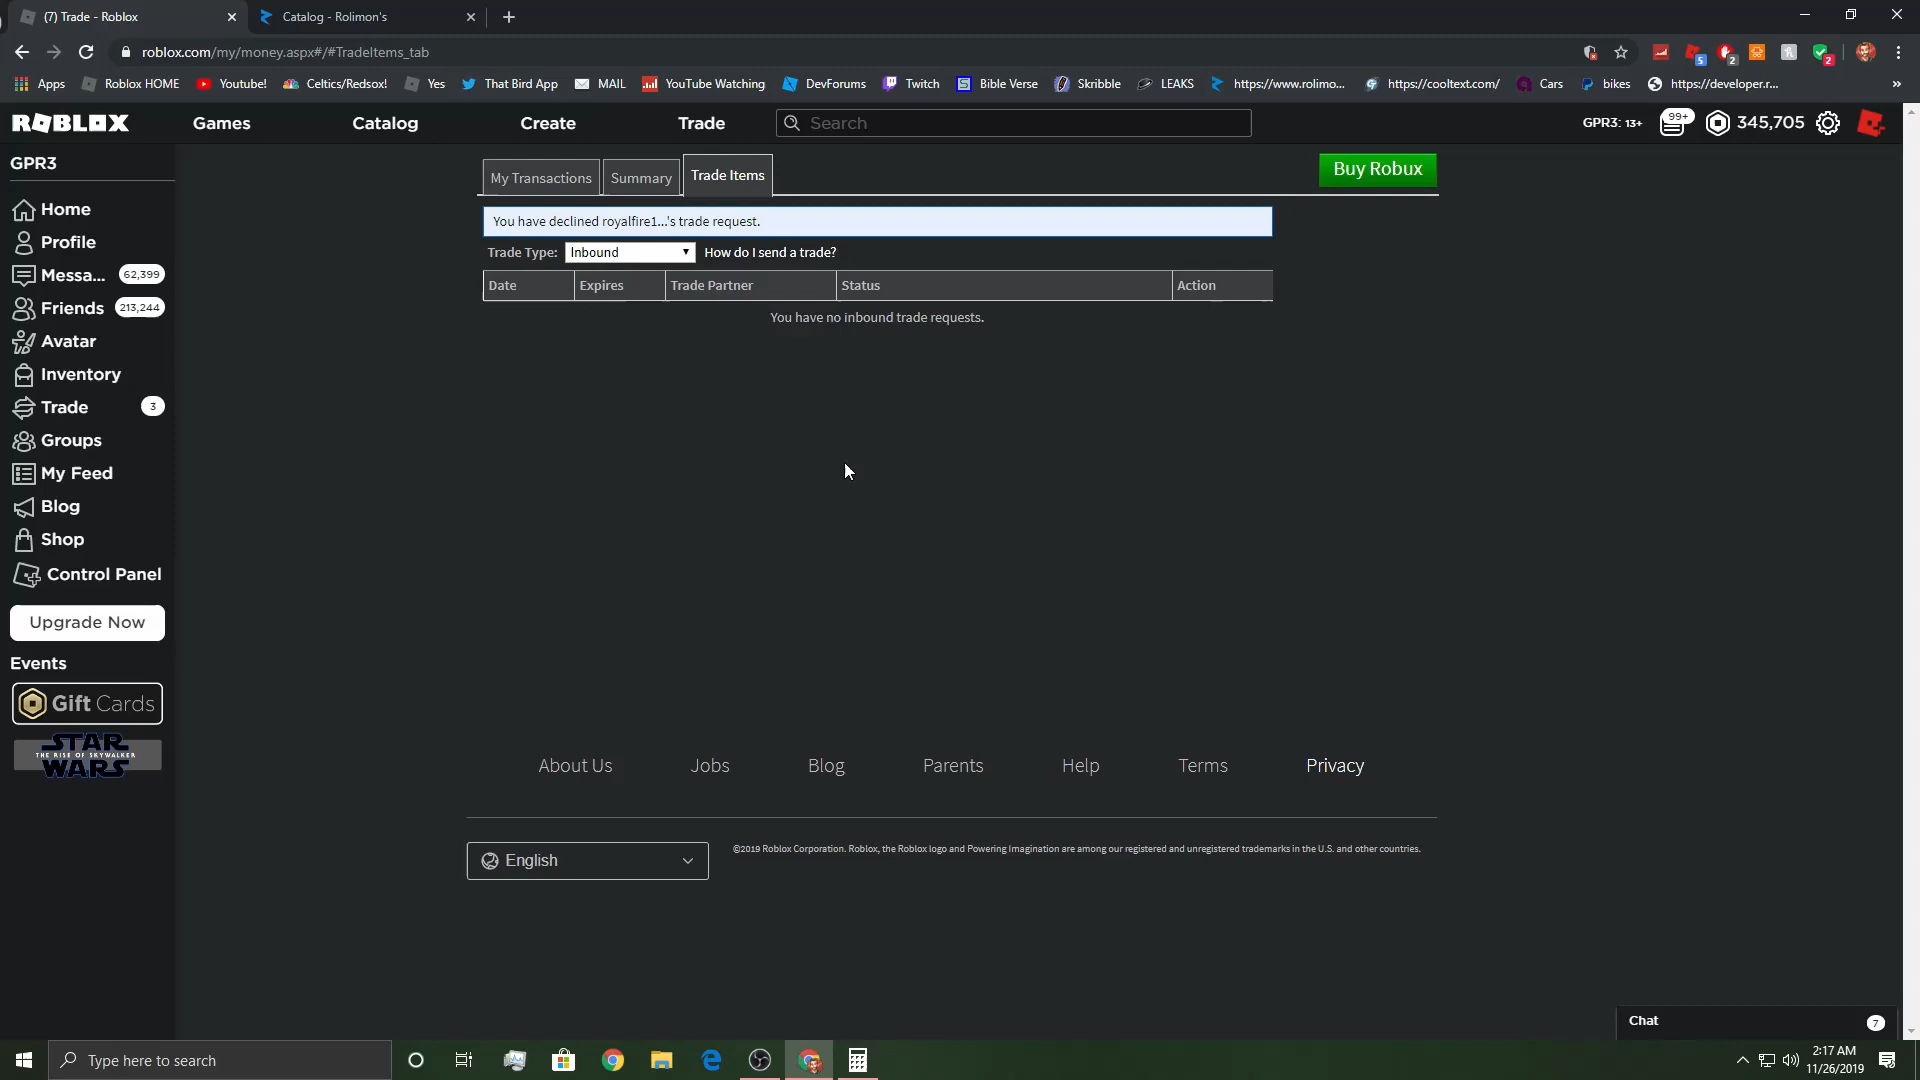 (7) Trade - Roblox
Catalog - Rolimon's
roblox.com/my/money.aspx#/#TradeItems_tab
5
2
2
Apps
Roblox HOME
Youtube!
Celtics/Redsox!
Yes
That Bird App
MAIL
YouTube Watching
DevForums
Twitch
Bible Verse
Skribble
LEAKS
https://www.rolimo...
https://cooltext.com/
Cars
bikes
https://developer.r...
»
ROBLOX
Games
Catalog
Create
Trade
Search
GPR3: 13+
99+
345,705
GPR3
Home
Profile
Messa... 62,399
Friends 213,244
Avatar
Inventory
Trade 3
Groups
My Feed
Blog
Shop
Control Panel
Upgrade Now
Events
Gift Cards
STAR
THE RISE OF SKYWALKER
WARS
My Transactions
Summary
Trade Items
Buy Robux
You have declined royalfire1...'s trade request.
Trade Type: Inbound How do I send a trade?
Date Expires Trade Partner Status Action
You have no inbound trade requests.
About Us Jobs Blog Parents Help Terms Privacy
English
©2019 Roblox Corporation. Roblox, the Roblox logo and Powering Imagination are among our registered and unregistered trademarks in the U.S. and other countries.
Chat 7
Type here to search
2:17 AM
11/26/2019